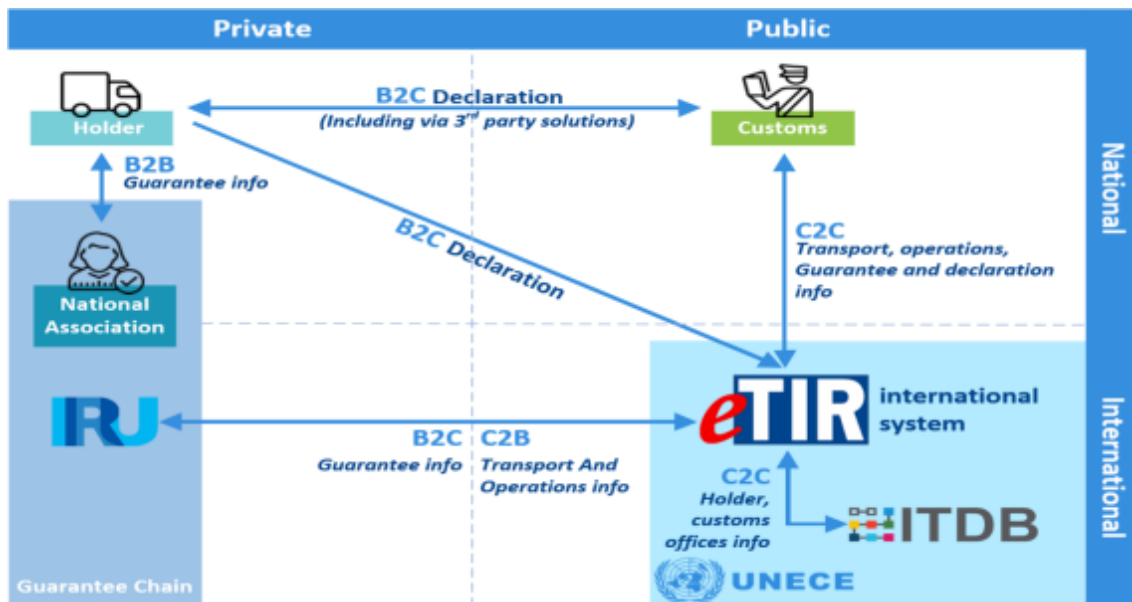 Private
Public
B2C Declaration
(Including via 3rd party solutions)
Holder
Customs
B2B
Guarantee info
National
B2C Declaration
C2C
Transport, operations,
Guarantee and declaration
info
National
Association
IRU
eTIR
international
system
International
B2C
C2B
Guarantee info
Transport And
Operations info
C2C
Holder,
customs
offices info
ITDB
Guarantee Chain
UNECE